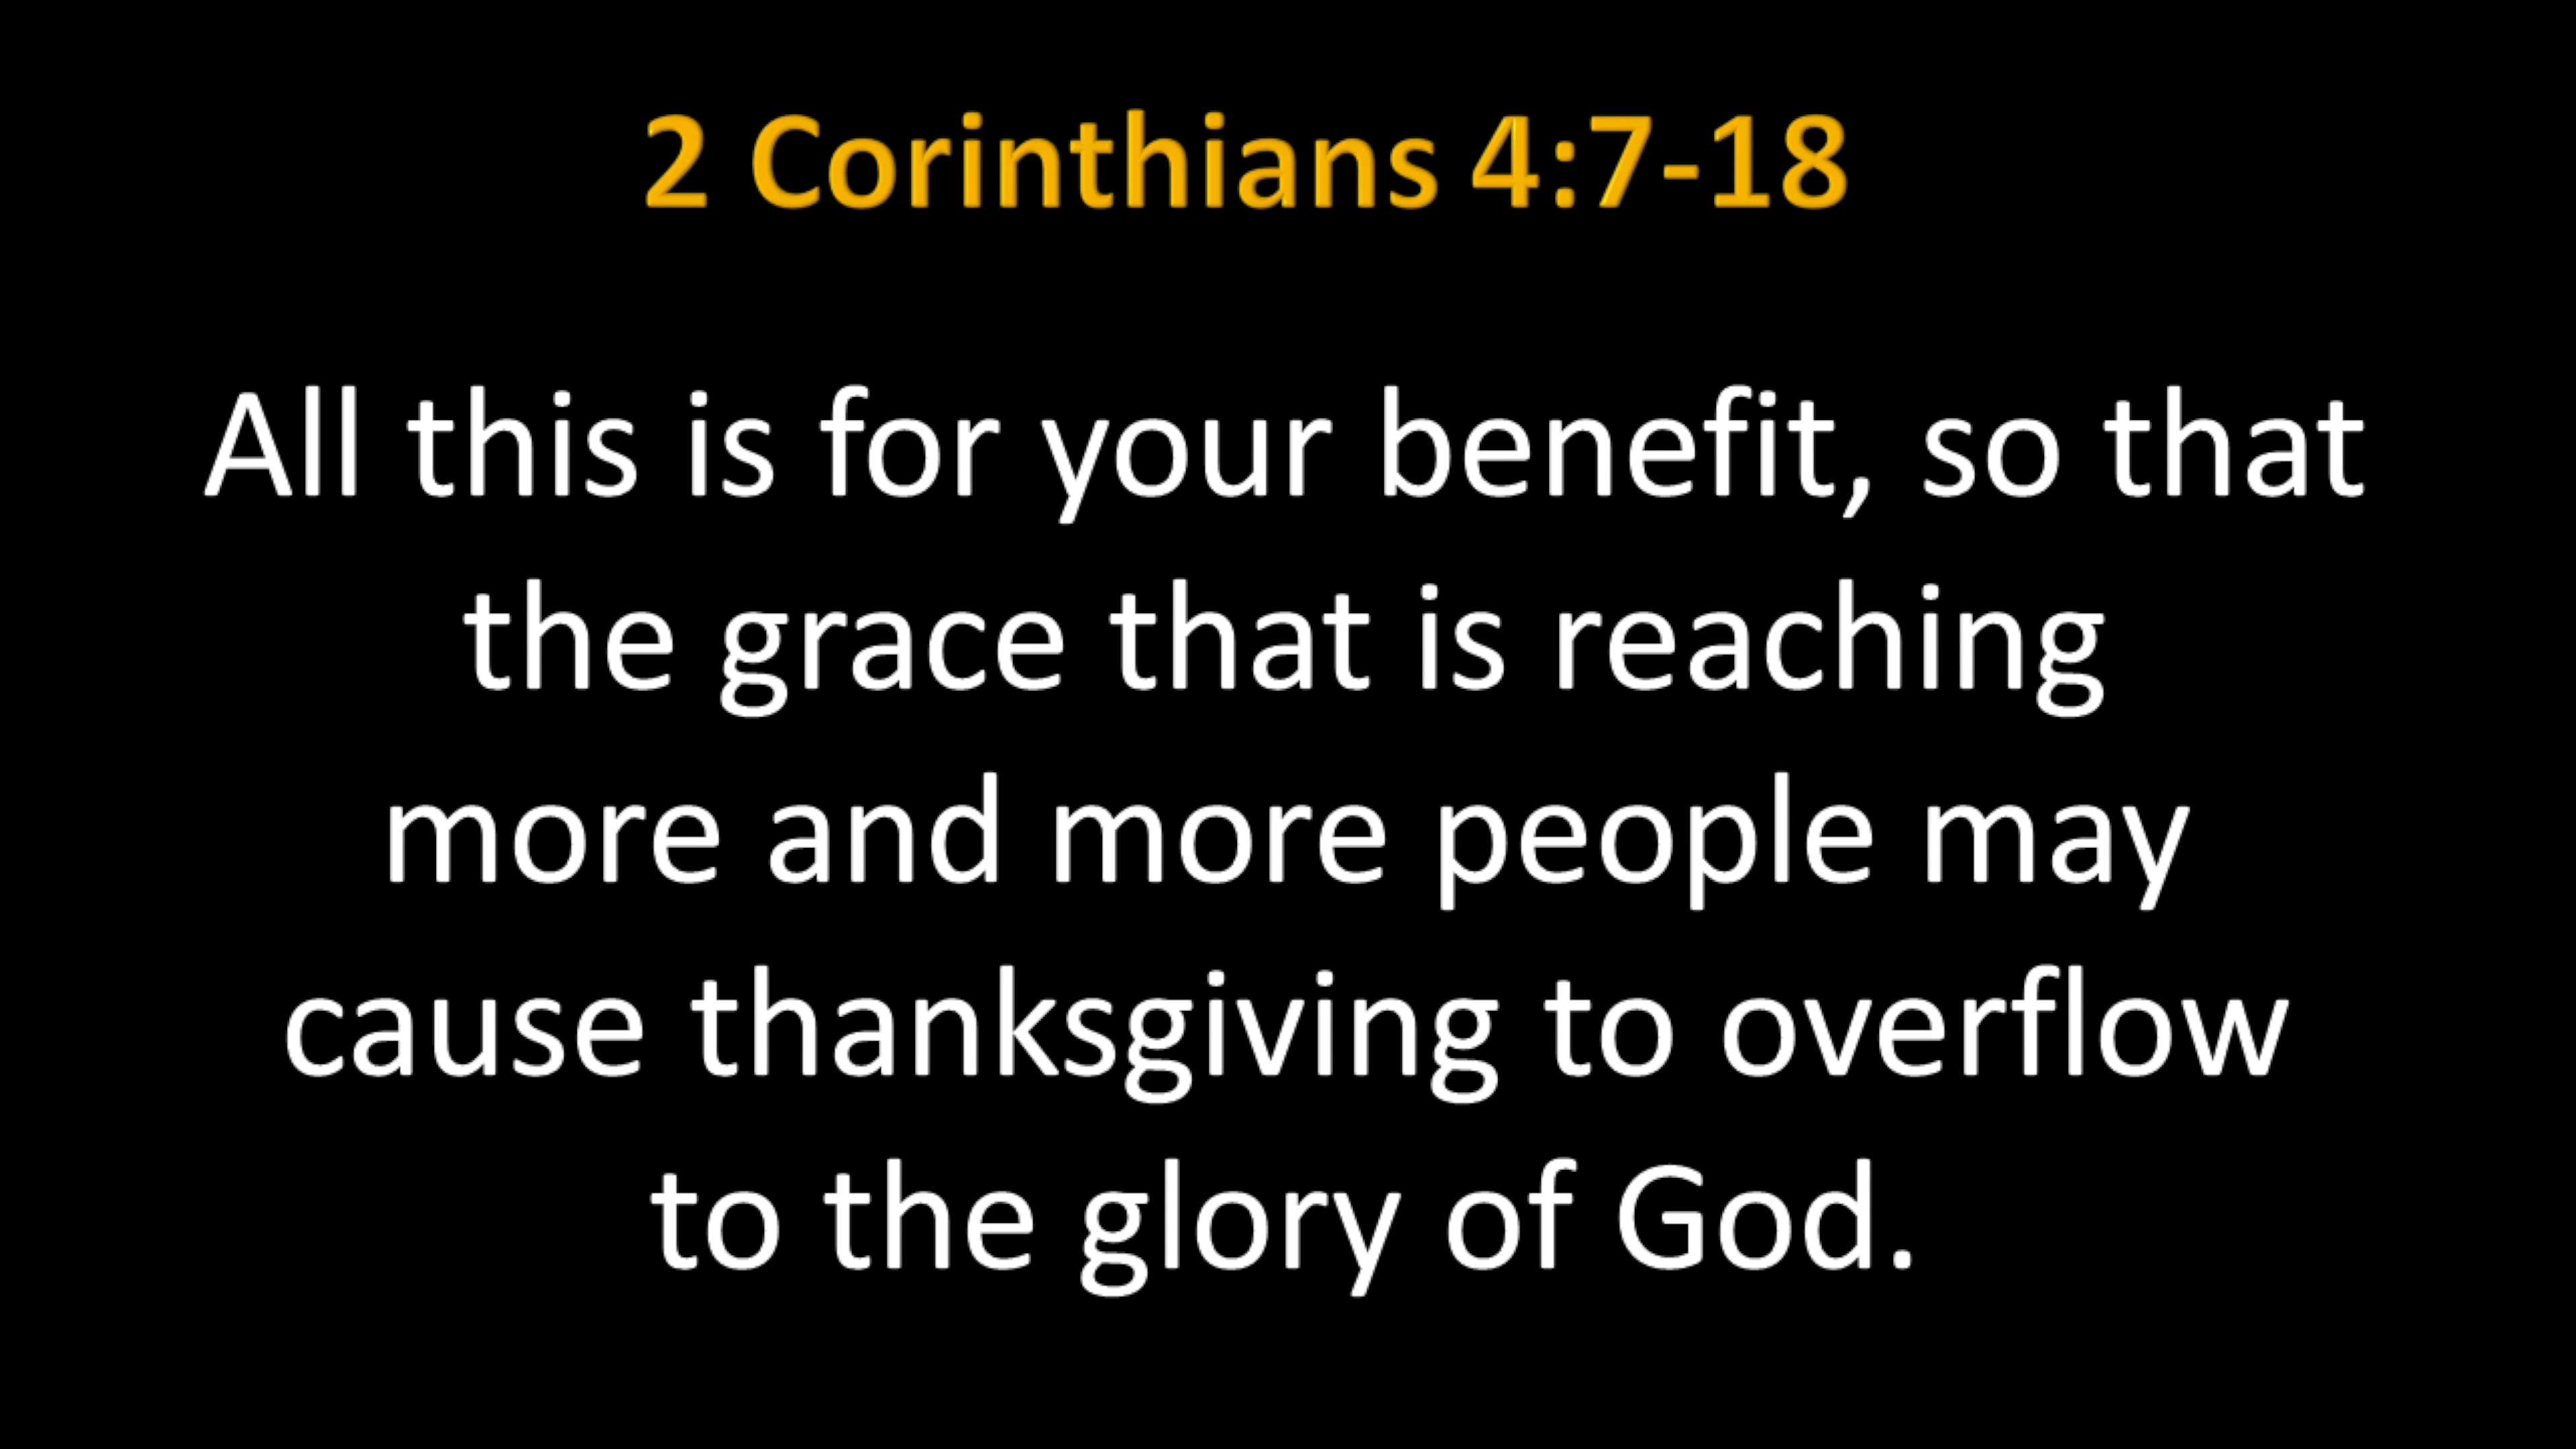 2 Corinthians 4:7-18
All this is for your benefit, so that
the grace that is reaching
more and more people may
cause thanksgiving to overflow
to the glory of God.